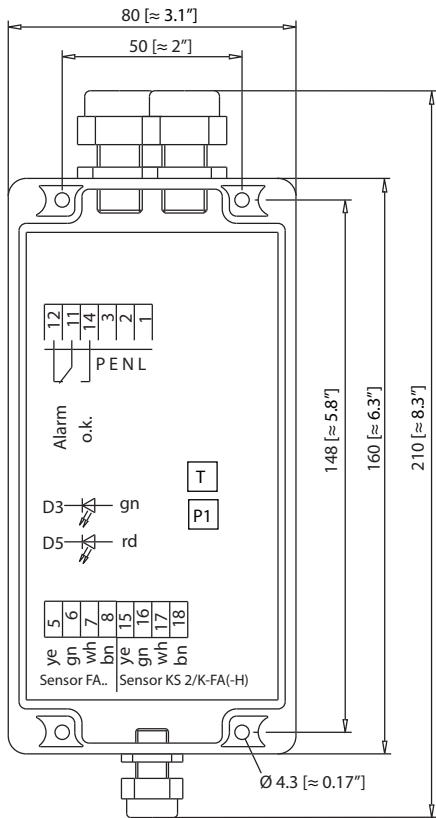 80 [≈ 3.1"]
50 [≈ 2"]
12 11 14 3 2 1
P E N L
Alarm
o.k.
T
D3 gn
P1
D5 rd
5 6 7 8 15 16 17 18
ye gn wh bn ye gn wh bn
Sensor FA.. Sensor KS 2/K-FA(-H)
148 [≈ 5.8"]
160 [≈ 6.3"]
210 [≈ 8.3"]
Ø 4.3 [≈ 0.17"]